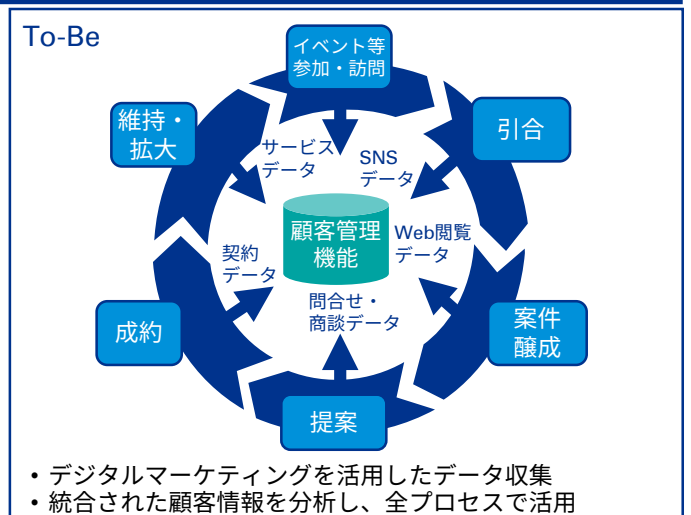 To-Be
イベント等
参加・訪問
引合
案件
醸成
提案
成約
維持・
拡大
サービス
データ
SNS
データ
Web閲覧
データ
問合せ・
商談データ
契約
データ
顧客管理
機能
• デジタルマーケティングを活用したデータ収集
• 統合された顧客情報を分析し、全プロセスで活用